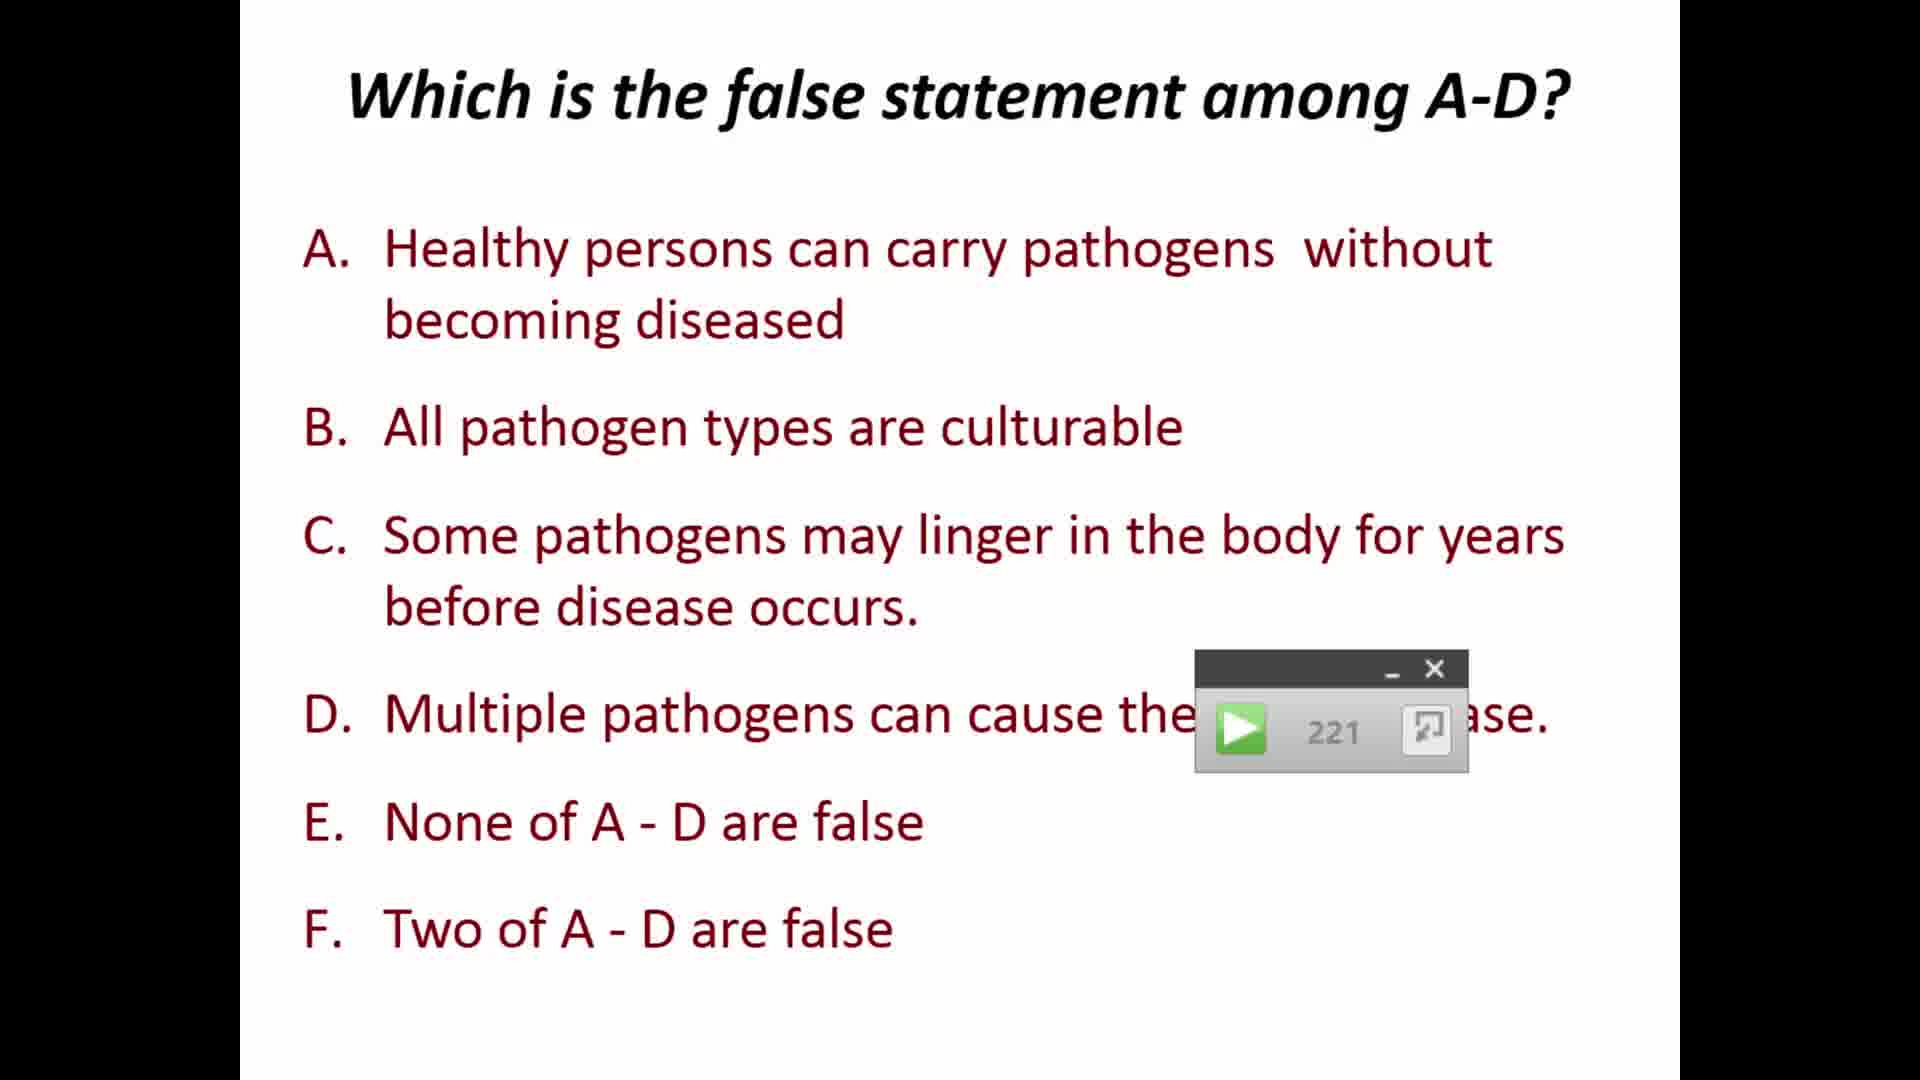 Which is the false statement among A-D?
A. Healthy persons can carry pathogens without
becoming diseased
B. All pathogen types are culturable
C. Some pathogens may linger in the body for years
before disease occurs.
D. Multiple pathogens can cause the ase.
221
E. None of A - D are false
F. Two of A - D are false